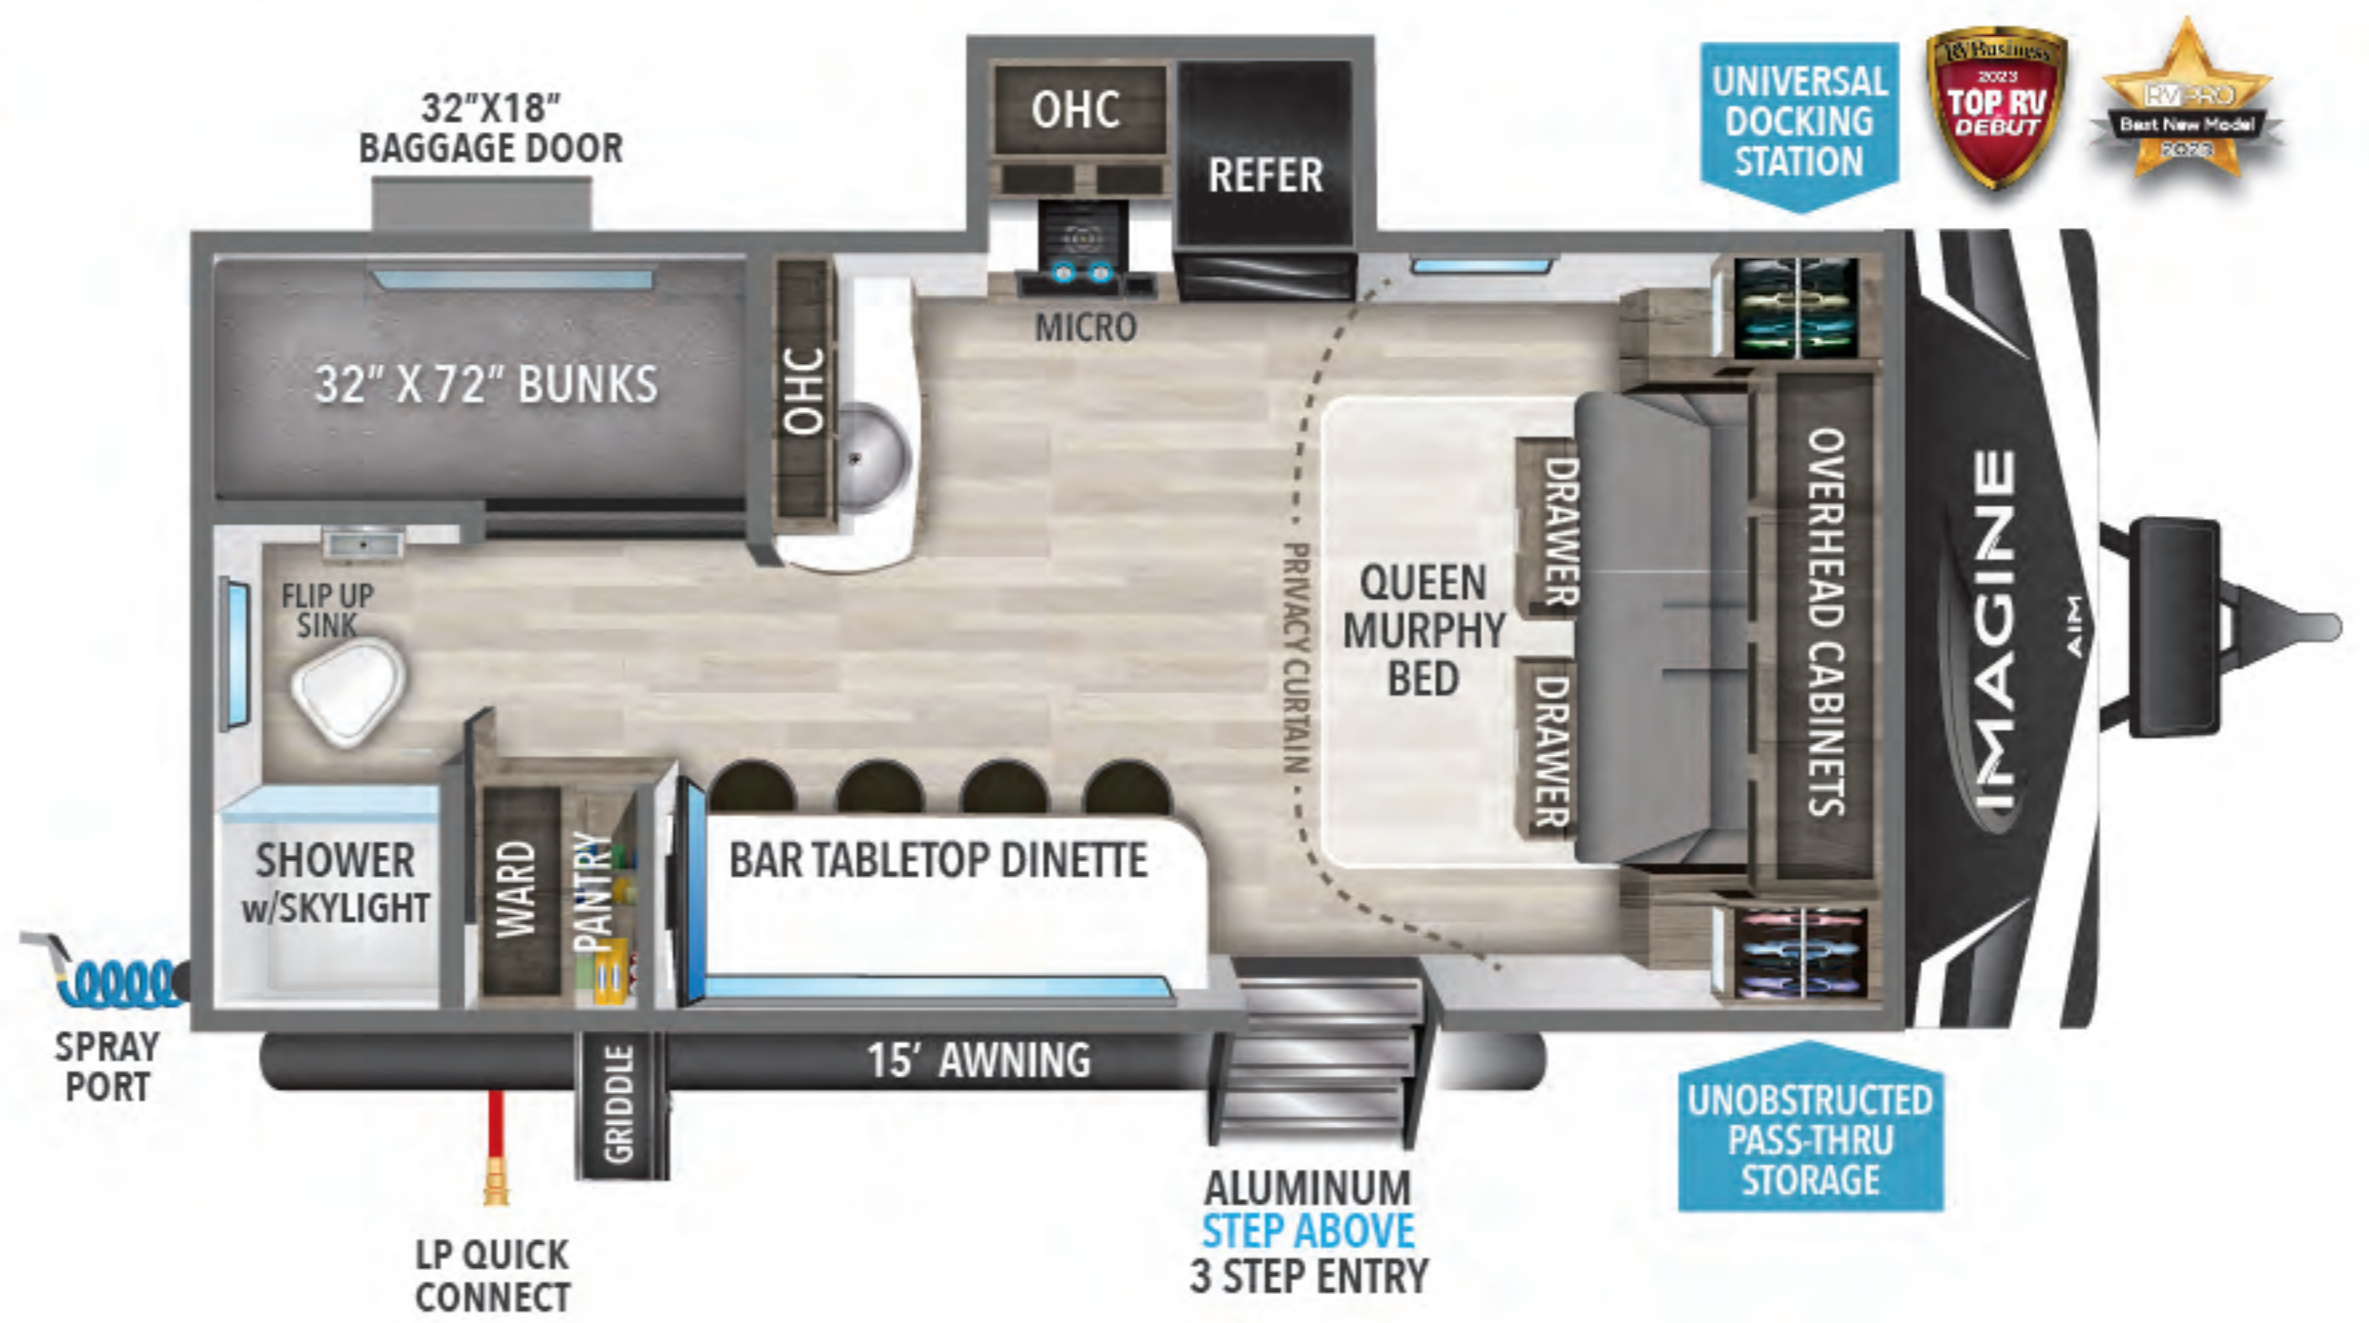 32"X18"
BAGGAGE DOOR
OHC
REFER
MICRO
UNIVERSAL
DOCKING
STATION
RVBusiness
2023
TOP RV
DEBUT
RV PRO
Best New Model
2023
32" X 72" BUNKS
OHC
FLIP UP
SINK
PRIVACY CURTAIN
QUEEN
MURPHY
BED
DRAWER
DRAWER
OVERHEAD CABINETS
IMAGINE
AIM
SHOWER
w/SKYLIGHT
WARD
PANTRY
BAR TABLETOP DINETTE
SPRAY
PORT
15' AWNING
GRIDDLE
LP QUICK
CONNECT
ALUMINUM
STEP ABOVE
3 STEP ENTRY
UNOBSTRUCTED
PASS-THRU
STORAGE